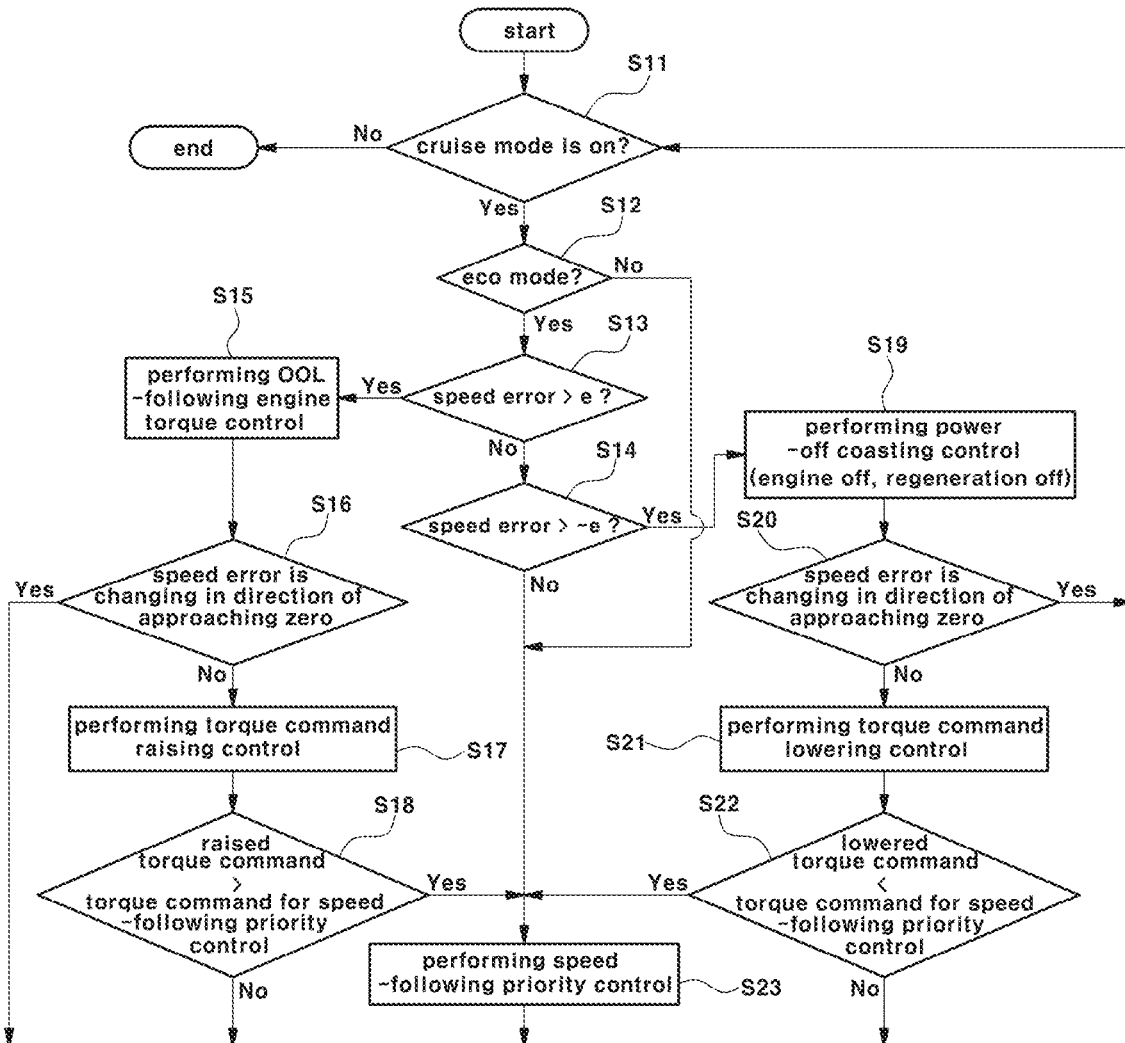 start
S11
No
end
cruise mode is on?
Yes
S12
eco mode?
No
Yes
S13
S15
performing OOL
~following engine
torque control
Yes
speed error > e ?
No
S14
speed error > ~e ?
Yes
No
S19
performing power
~off coasting control
(engine off, regeneration off)
S16
Yes
speed error is
changing in direction of
approaching zero
No
S20
speed error is
changing in direction of
approaching zero
Yes
No
performing torque command
raising control
S17
performing torque command
lowering control
S21
S18
raised
torque command
>
torque command for speed
~following priority
control
Yes
No
S22
lowered
torque command
<
torque command for speed
~following priority
control
Yes
No
performing speed
~following priority control
S23